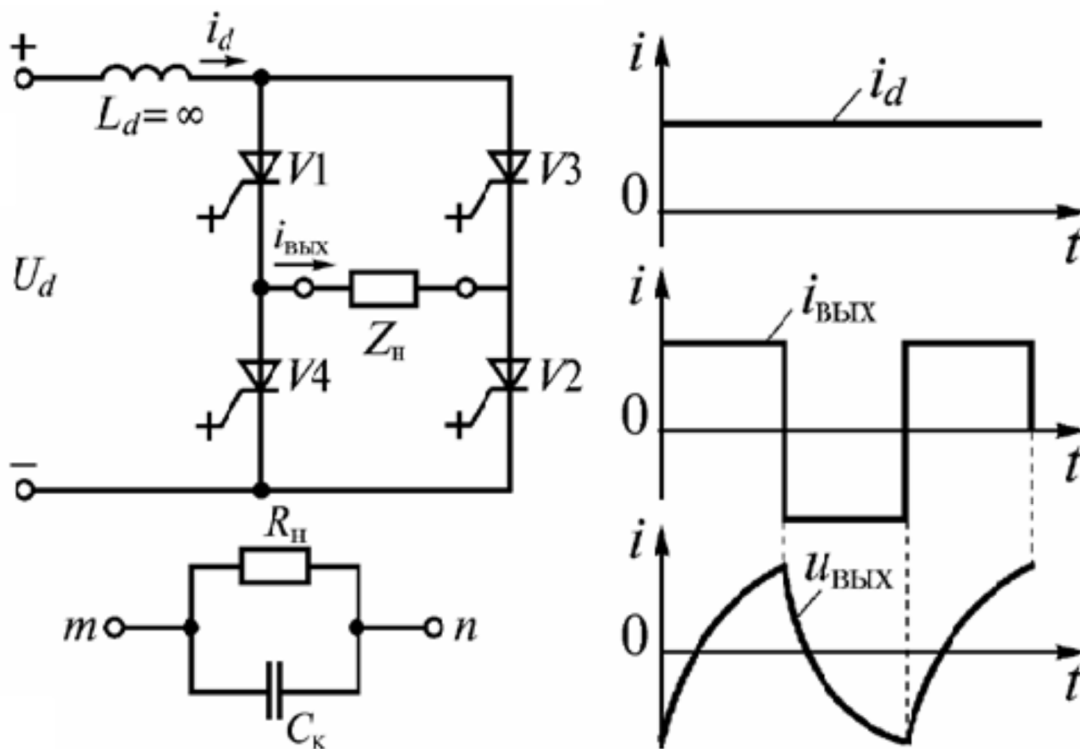 +
i_d
L_d = ∞
V1
V3
+
+
i_вых
U_d
Z_н
V4
V2
+
+
−
R_н
m
n
C_к
i
i_d
0
t
i
i_вых
0
t
i
u_вых
0
t